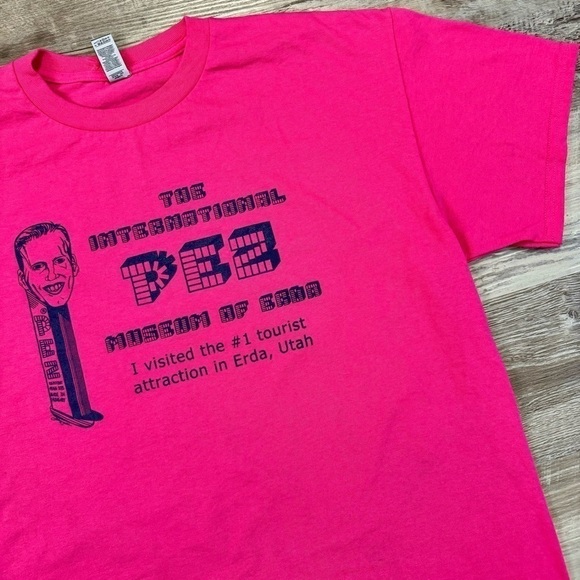 THE
INTERNATIONAL
PEZ
MUSEUM OF ERDA
I visited the #1 tourist
attraction in Erda, Utah